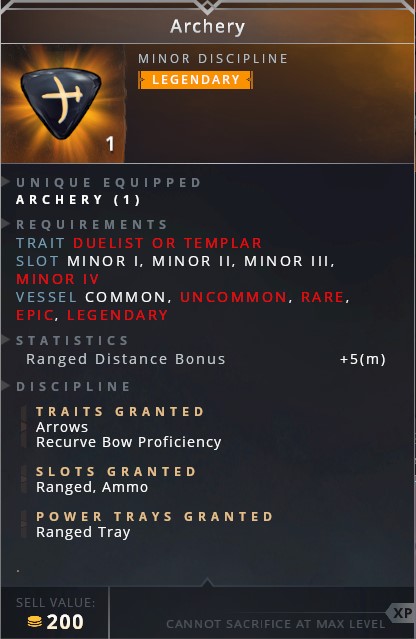 Archery
MINOR DISCIPLINE
LEGENDARY
1
UNIQUE EQUIPPED
ARCHERY (1)
REQUIREMENTS
TRAIT DUELIST OR TEMPLAR
SLOT MINOR I, MINOR II, MINOR III,
MINOR IV
VESSEL COMMON, UNCOMMON, RARE,
EPIC, LEGENDARY
STATISTICS
Ranged Distance Bonus +5(m)
DISCIPLINE
TRAITS GRANTED
Arrows
Recurve Bow Proficiency
SLOTS GRANTED
Ranged, Ammo
POWER TRAYS GRANTED
Ranged Tray
.
SELL VALUE:
200
CANNOT SACRIFICE AT MAX LEVEL XP